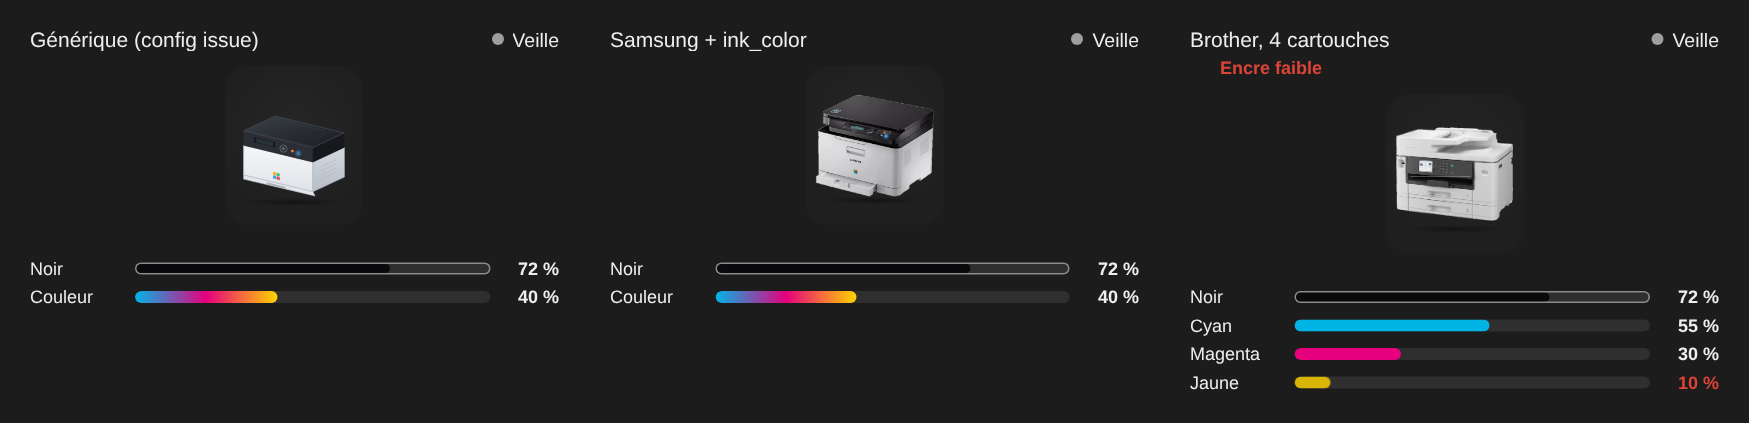 Générique (config issue)
Veille
Noir 72 %
Couleur 40 %
Samsung + ink_color
Veille
Noir 72 %
Couleur 40 %
Brother, 4 cartouches
Veille
Encre faible
Noir 72 %
Cyan 55 %
Magenta 30 %
Jaune 10 %